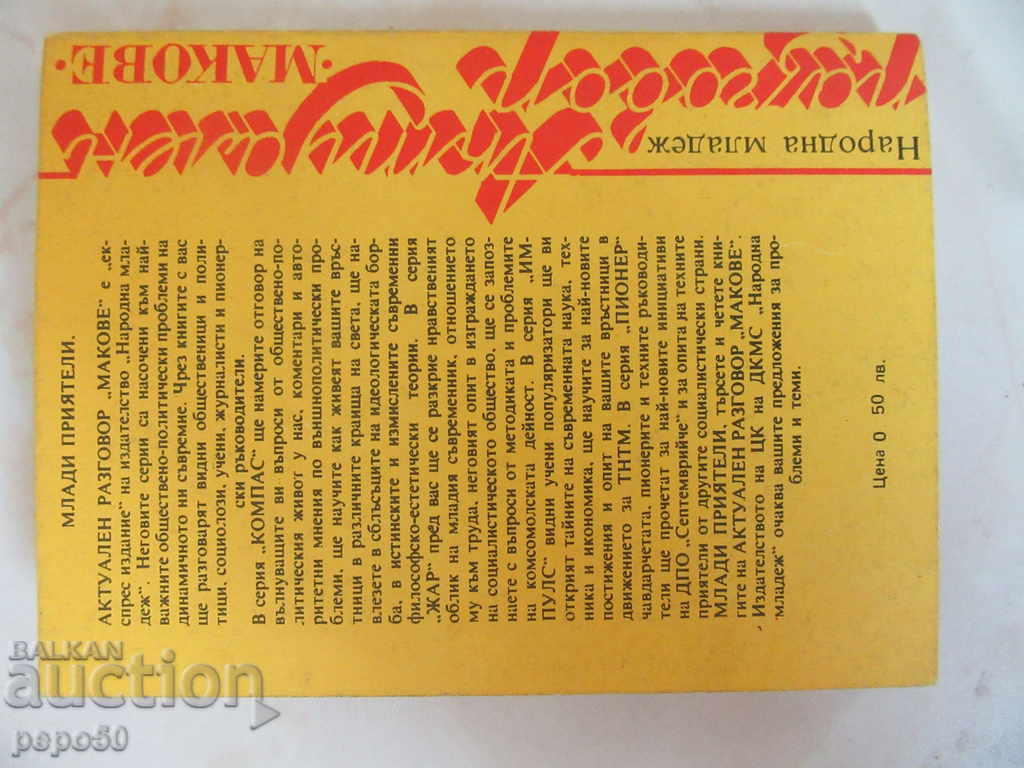 МЛАДИ ПРИЯТЕЛИ,
АКТУАЛЕН РАЗГОВОР „МАКОВЕ" е „ек-
спрес издание" на издателство „Народна мла-
деж". Неговите серии са насочени към най-
важните обществено-политически проблеми на
динамичното ни съвремие. Чрез книгите с вас
ще разговарят видни общественици и поли-
тици, социолози, учени, журналисти и пионер-
ски ръководители.
В серия „КОМПАС" ще намерите отговор на
вълнуващите ви въпроси от обществено-по-
литическия живот у нас, коментари и авто-
ритетни мнения по външнополитически про-
блеми, ще научите как живеят вашите връс-
тници в различните краища на света, ще на-
влезете в сблъсъците на идеологическата бор-
ба, в истинските и измислените съвременни
философско-естетически теории. В серия
„ЖАР" пред вас ще се разкрие нравственият
облик на младия съвременник, отношението
му към труда, неговият опит в изграждането
на социалистическото общество, ще се запоз-
наете с въпроси от методиката и проблемите
на комсомолската дейност. В серия „ИМ-
ПУЛС" видни учени популяризатори ще ви
открият тайните на съвременната наука, тех-
ника и икономика, ще научите за най-новите
постижения и опит на вашите връстници в
движението за ТНТМ. В серия „ПИОНЕР"
чавдарчетата, пионерите и техните ръководи-
тели ще прочетат за най-новите инициативи
на ДПО „Септемврийче" и за опита на техните
приятели от другите социалистически страни.
МЛАДИ ПРИЯТЕЛИ, търсете и четете кни-
гите на АКТУАЛЕН РАЗГОВОР „МАКОВЕ".
Издателството на ЦК на ДКМС „Народна
младеж" очаква вашите предложения за про-
блеми и теми.
Цена 0 50 лв.
Народна младеж
Актуален
разговор
·МАКОВЕ·
BALKAN
auction
pepo50